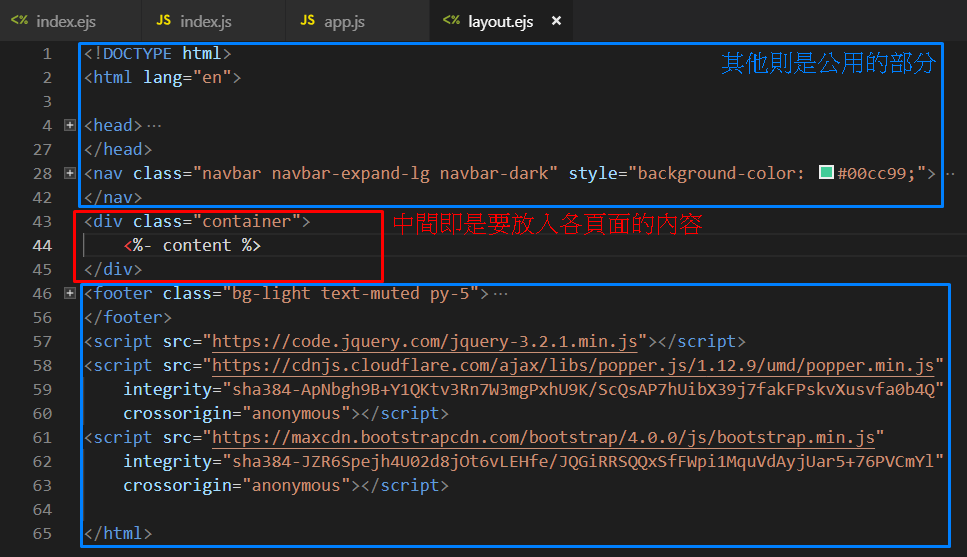 index.ejs JS index.js JS app.js layout.ejs ×
1 <!DOCTYPE html>
其他則是公用的部分
2 <html lang="en">
3
4 <head>…
27 </head>
28 <nav class="navbar navbar-expand-lg navbar-dark" style="background-color: #00cc99;"> …
42 </nav>
43 <div class="container">
中間即是要放入各頁面的內容
44 <%- content %>
45 </div>
46 <footer class="bg-light text-muted py-5">…
56 </footer>
57 <script src="https://code.jquery.com/jquery-3.2.1.min.js"></script>
58 <script src="https://cdnjs.cloudflare.com/ajax/libs/popper.js/1.12.9/umd/popper.min.js"
59 integrity="sha384-ApNbgh9B+Y1QKtv3Rn7W3mgPxhU9K/ScQsAP7hUibX39j7fakFPskvXusvfa0b4Q"
60 crossorigin="anonymous"></script>
61 <script src="https://maxcdn.bootstrapcdn.com/bootstrap/4.0.0/js/bootstrap.min.js"
62 integrity="sha384-JZR6Spejh4U02d8jOt6vLEHfe/JQGiRRSQQxSfFWpi1MquVdAyjUar5+76PVCmYl"
63 crossorigin="anonymous"></script>
64
65 </html>